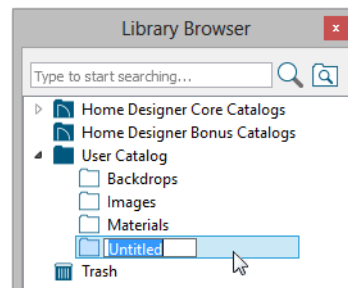 Library Browser
x
Type to start searching...
Home Designer Core Catalogs
Home Designer Bonus Catalogs
User Catalog
Backdrops
Images
Materials
Untitled
Trash